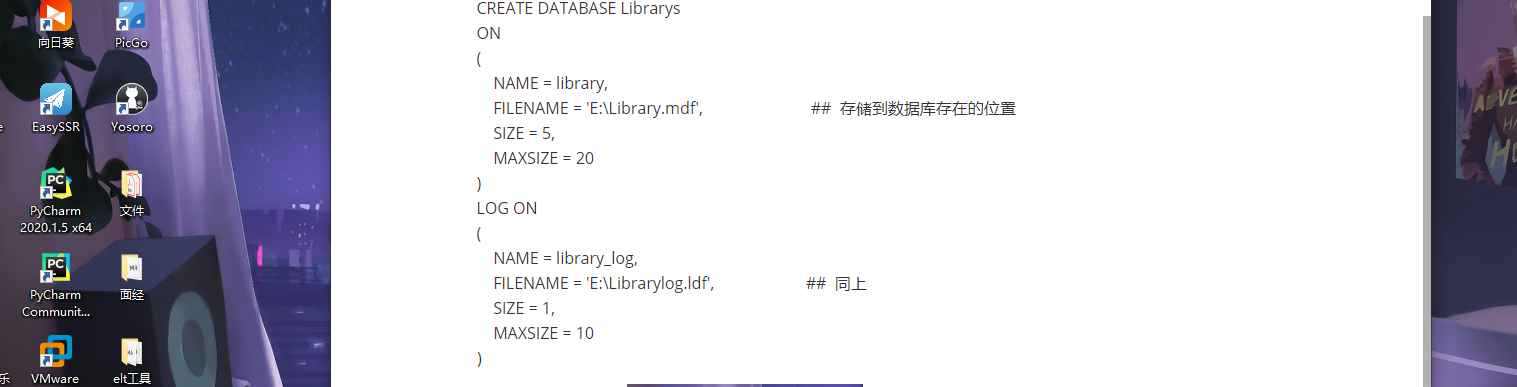 向日葵
PicGo
EasySSR
Yosoro
PyCharm
2020.1.5 x64
文件
PyCharm
Communit...
面经
乐
VMware
elt工具
CREATE DATABASE Librarys
ON
(
NAME = library,
FILENAME = 'E:\Library.mdf', ## 存储到数据库存在的位置
SIZE = 5,
MAXSIZE = 20
)
LOG ON
(
NAME = library_log,
FILENAME = 'E:\Librarylog.ldf', ## 同上
SIZE = 1,
MAXSIZE = 10
)